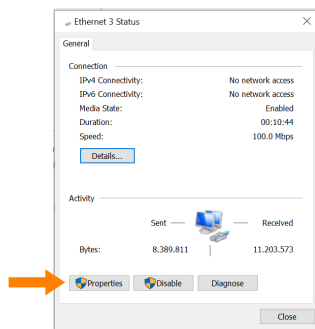 Ethernet 3 Status
General
Connection
IPv4 Connectivity: No network access
IPv6 Connectivity: No network access
Media State: Enabled
Duration: 00:10:44
Speed: 100.0 Mbps
Details...
Activity
Sent Received
Bytes: 8.389.811 11.203.573
Properties Disable Diagnose
Close